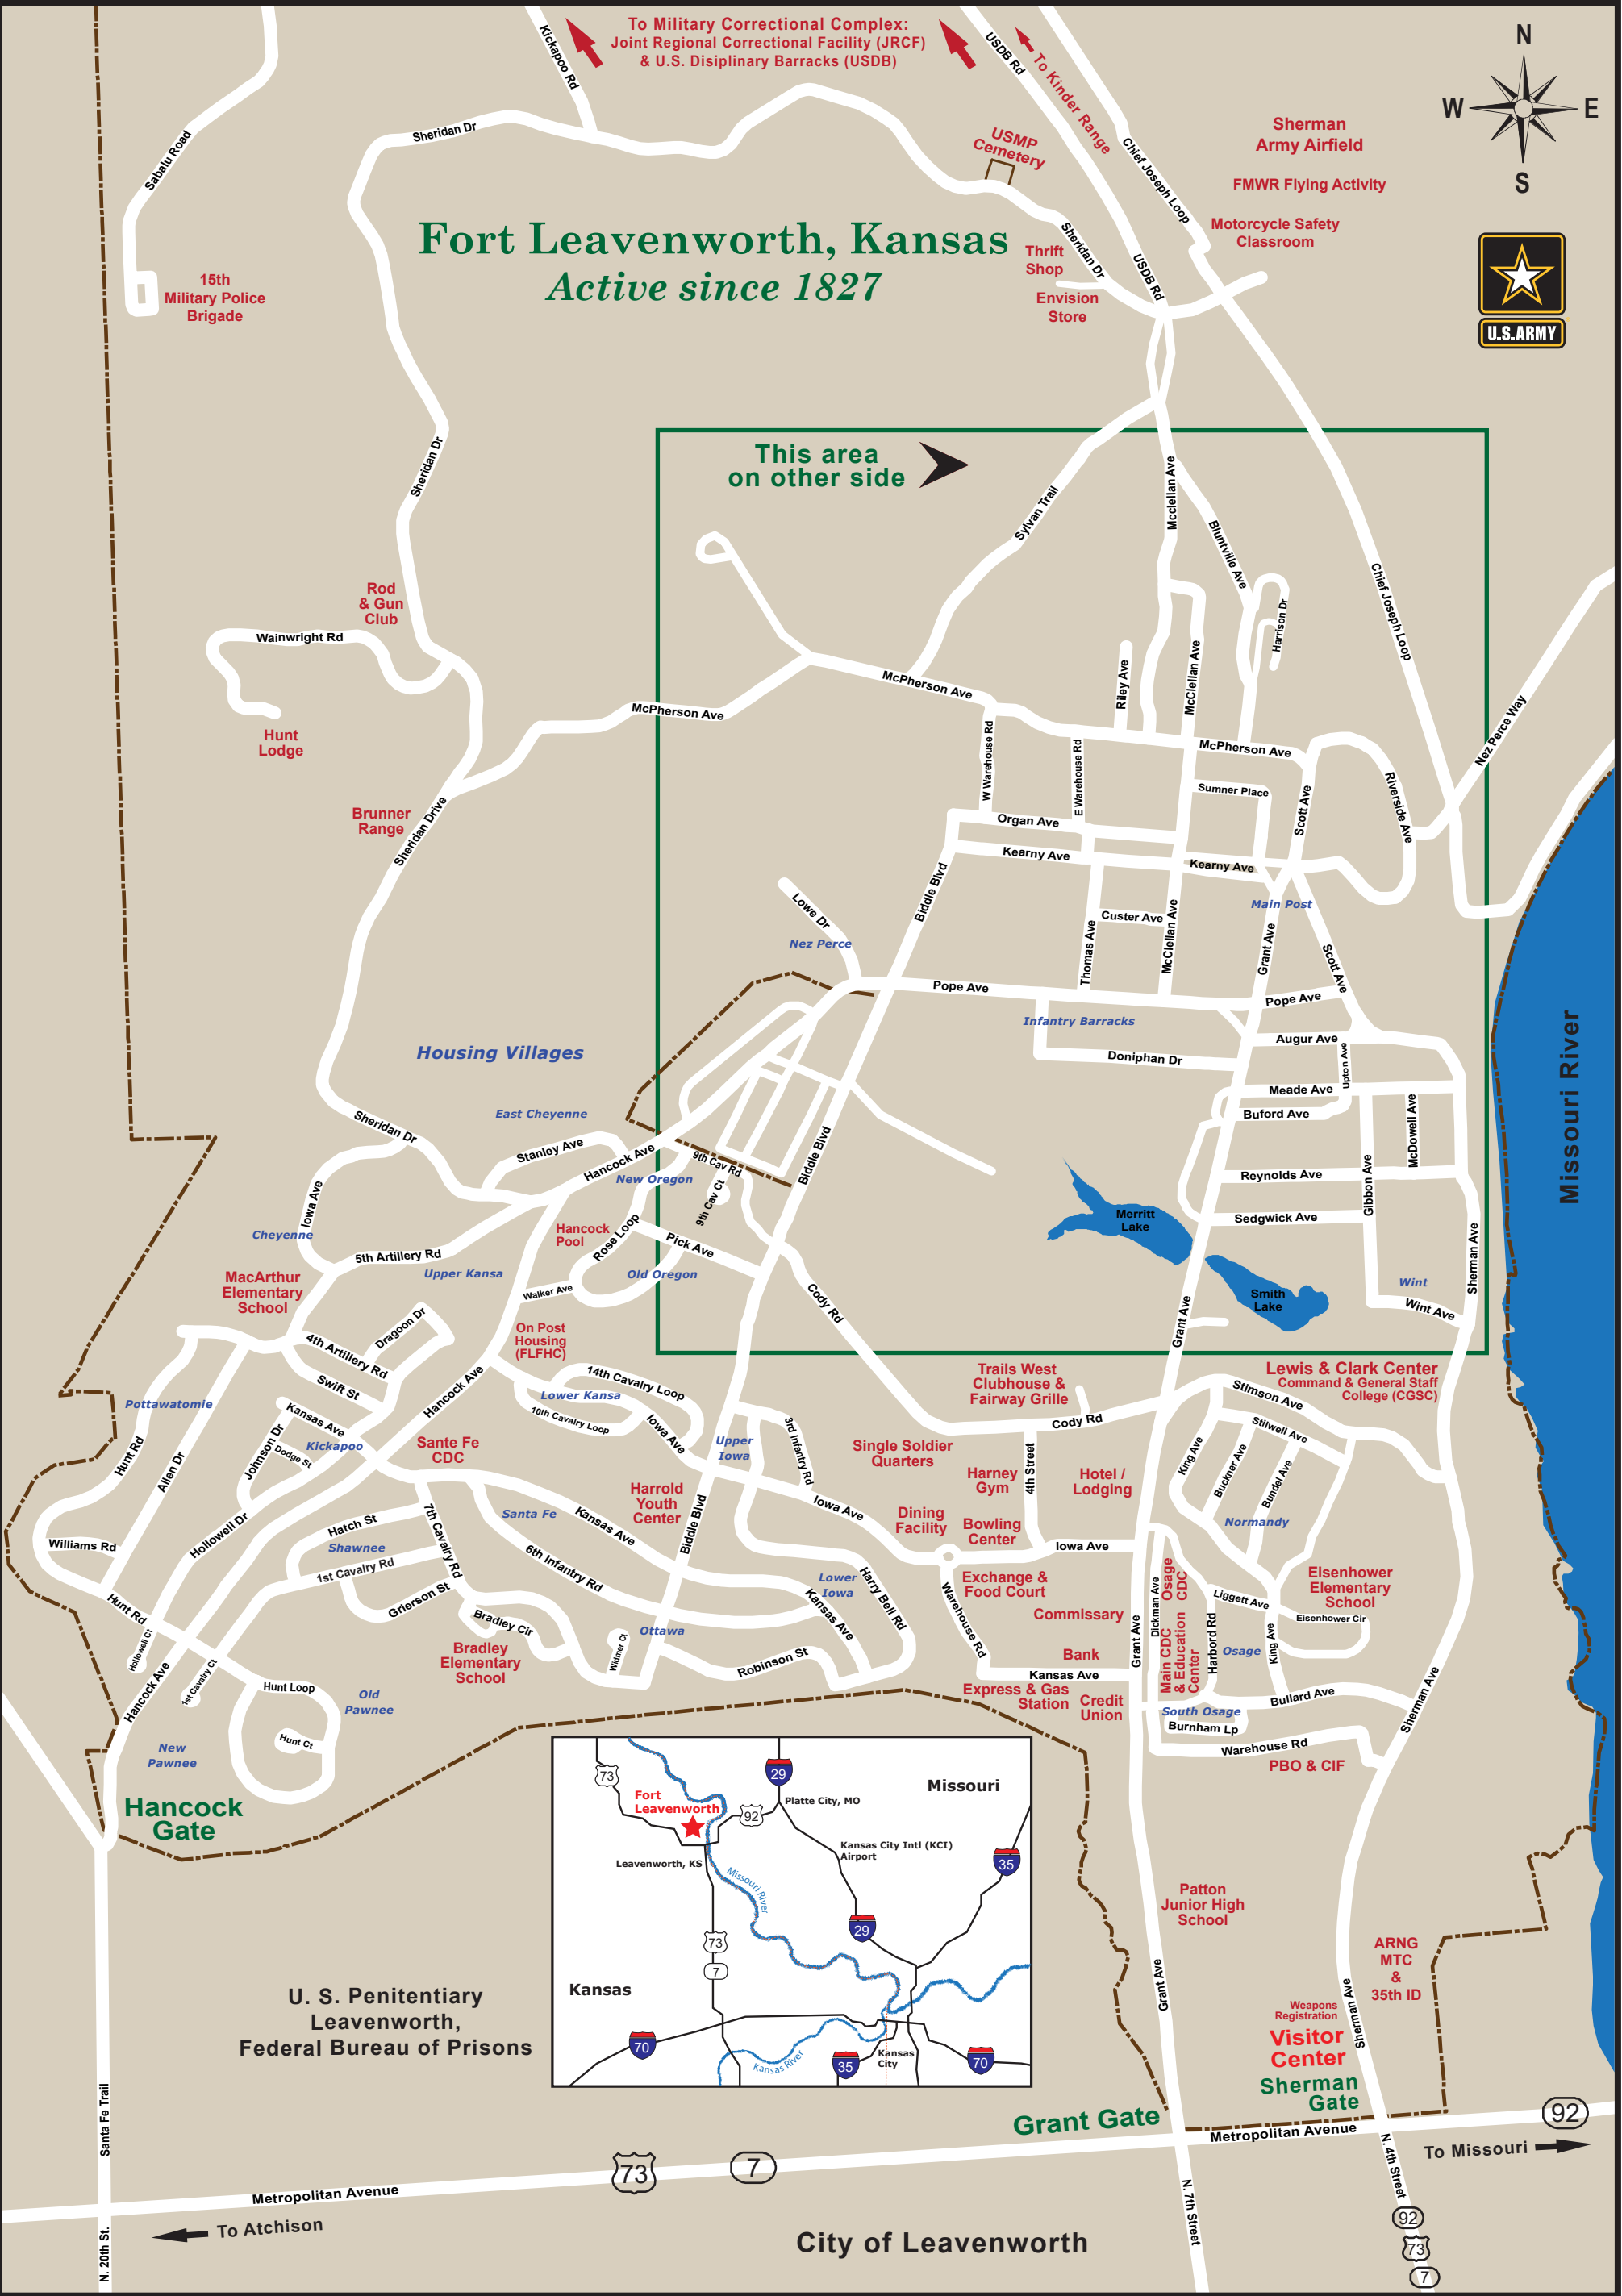 To Military Correctional Complex:
Joint Regional Correctional Facility (JRCF)
& U.S. Disiplinary Barracks (USDB)
Kickapoo Rd
USDB Rd
To Kinder Range
N
W
E
S
Sherman
Army Airfield
FMWR Flying Activity
Motorcycle Safety
Classroom
Chief Joseph Loop
Sabalu Road
Sheridan Dr
USMP
Cemetery
Fort Leavenworth, Kansas
Active since 1827
Thrift
Shop
Sheridan Dr
USDB Rd
Envision
Store
15th
Military Police
Brigade
U.S.ARMY
This area
on other side
Sheridan Dr
Sylvan Trail
Mcclellan Ave
Bluntville Ave
Chief Joseph Loop
Rod
& Gun
Club
Wainwright Rd
Harrison Dr
Hunt
Lodge
McPherson Ave
McPherson Ave
Riley Ave
McClellan Ave
McPherson Ave
Nez Perce Way
W Warehouse Rd
E Warehouse Rd
Sumner Place
Scott Ave
Riverside Ave
Brunner
Range
Sheridan Drive
Organ Ave
Kearny Ave
Kearny Ave
Biddle Blvd
Lowe Dr
Nez Perce
Main Post
Custer Ave
Thomas Ave
McClellan Ave
Grant Ave
Scott Ave
Pope Ave
Pope Ave
Infantry Barracks
Augur Ave
Doniphan Dr
Upton Ave
Meade Ave
Buford Ave
McDowell Ave
Missouri River
Housing Villages
East Cheyenne
Sheridan Dr
Stanley Ave
Hancock Ave
9th Cav Rd
New Oregon
9th Cav Ct
Biddle Blvd
Reynolds Ave
Gibbon Ave
Sedgwick Ave
Merritt
Lake
Iowa Ave
Cheyenne
Hancock
Pool
Rose Loop
Pick Ave
5th Artillery Rd
Upper Kansa
Old Oregon
Walker Ave
Cody Rd
Smith
Lake
Grant Ave
Wint
Wint Ave
Sherman Ave
MacArthur
Elementary
School
Dragoon Dr
4th Artillery Rd
On Post
Housing
(FLFHC)
Swift St
Hancock Ave
14th Cavalry Loop
Lower Kansa
10th Cavalry Loop
Iowa Ave
Trails West
Clubhouse &
Fairway Grille
Lewis & Clark Center
Command & General Staff
College (CGSC)
Stimson Ave
Stilwell Ave
Cody Rd
Pottawatomie
Kansas Ave
Johnson Dr
Kickapoo
Dodge St
Sante Fe
CDC
Upper
Iowa
3rd Infantry Rd
Single Soldier
Quarters
Harney
Gym
4th Street
Hotel /
Lodging
King Ave
Buckner Ave
Bundel Ave
Normandy
Hunt Rd
Allen Dr
Harrold
Youth
Center
Iowa Ave
Dining
Facility
Bowling
Center
Iowa Ave
Williams Rd
Hollowell Dr
Hatch St
Shawnee
1st Cavalry Rd
7th Cavalry Rd
Santa Fe
Kansas Ave
6th Infantry Rd
Biddle Blvd
Lower
Iowa
Harry Bell Rd
Exchange &
Food Court
Osage
CDC
Dickman Ave
Liggett Ave
Eisenhower
Elementary
School
Eisenhower Cir
Hunt Rd
Grierson St
Bradley Cir
Bradley
Elementary
School
Widmer Ct
Ottawa
Kansas Ave
Robinson St
Commissary
Warehouse Rd
Bank
Grant Ave
Main CDC
& Education
Center
Harbord Rd
Osage
King Ave
Kansas Ave
Express & Gas
Station
Credit
Union
South Osage
Bullard Ave
Burnham Lp
Warehouse Rd
PBO & CIF
Sherman Ave
Hollowell Ct
Hancock Ave
1st Cavalry Ct
Hunt Loop
Old
Pawnee
Hunt Ct
New
Pawnee
Hancock
Gate
73
29
Missouri
Fort
Leavenworth
92
Platte City, MO
Kansas City Intl (KCI)
Airport
35
Leavenworth, KS
Missouri River
29
73
7
Kansas
70
Kansas River
35
Kansas
City
70
Patton
Junior High
School
ARNG
MTC
&
35th ID
Grant Ave
Sherman Ave
Weapons
Registration
Visitor
Center
Sherman
Gate
U. S. Penitentiary
Leavenworth,
Federal Bureau of Prisons
Santa Fe Trail
Grant Gate
Metropolitan Avenue
92
To Missouri
73
7
Metropolitan Avenue
To Atchison
N. 20th St.
City of Leavenworth
N. 7th Street
N. 4th Street
92
73
7